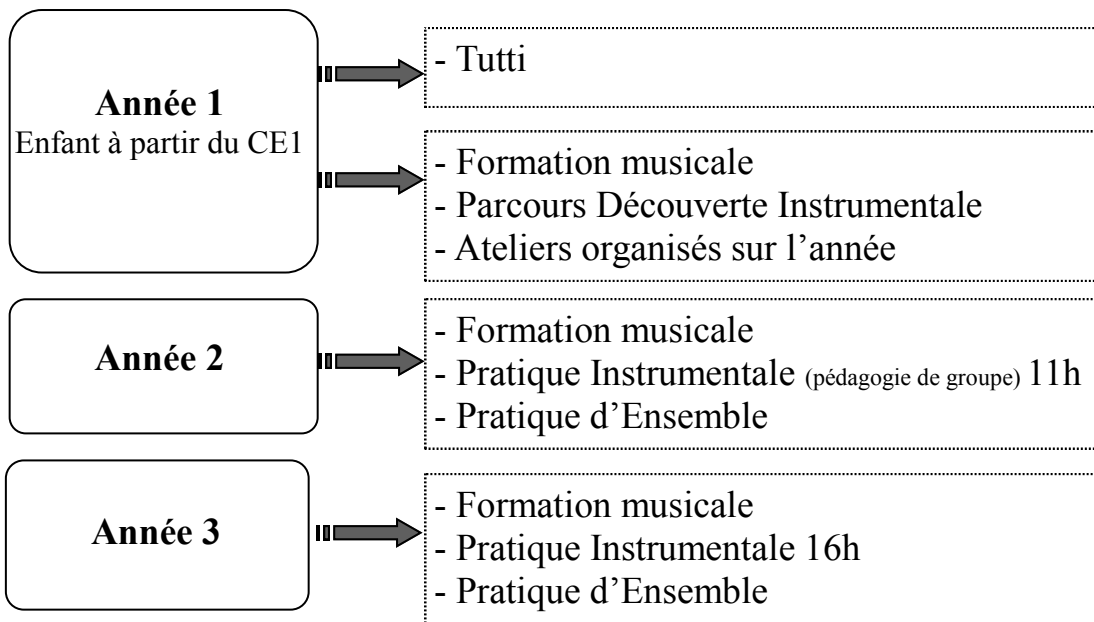 Année 1
Enfant à partir du CE1
- Tutti
- Formation musicale
- Parcours Découverte Instrumentale
- Ateliers organisés sur l’année
Année 2
- Formation musicale
- Pratique Instrumentale (pédagogie de groupe) 11h
- Pratique d’Ensemble
Année 3
- Formation musicale
- Pratique Instrumentale 16h
- Pratique d’Ensemble